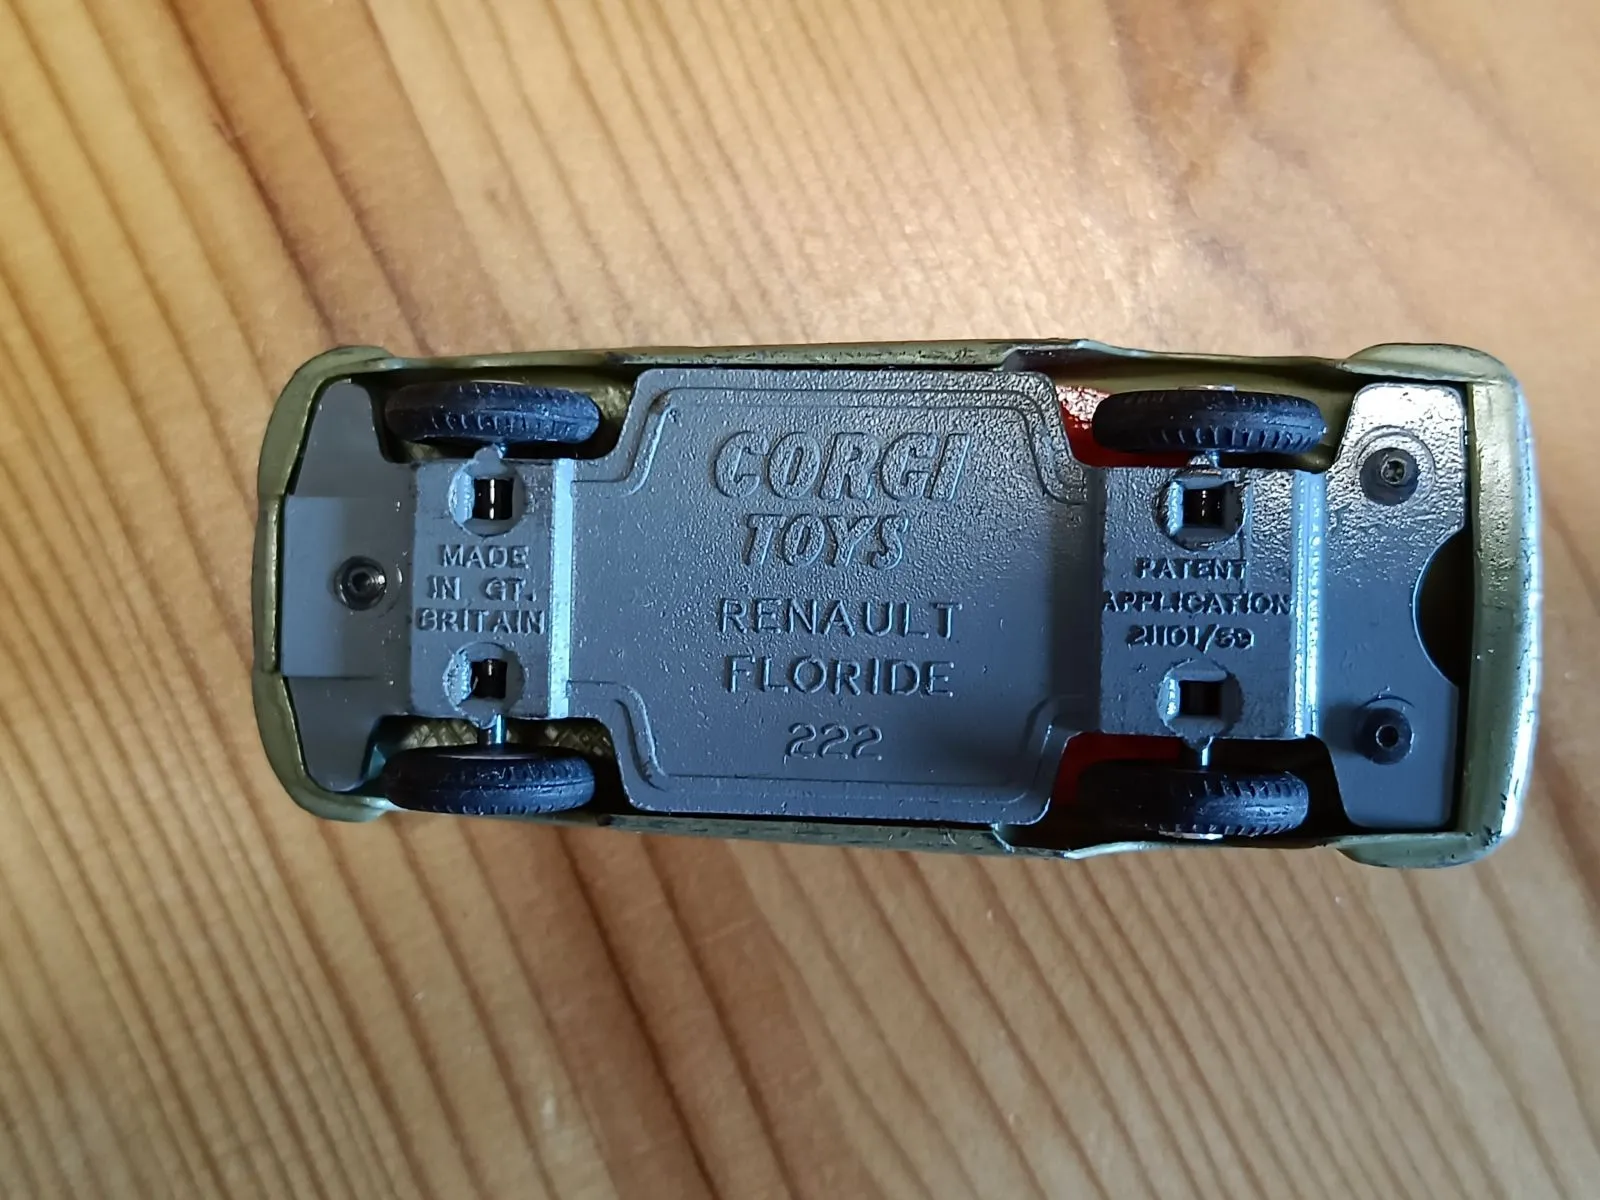 MADE
IN GT.
BRITAIN
CORGI
TOYS
RENAULT
FLORIDE
222
PATENT
APPLICATION
21101/59